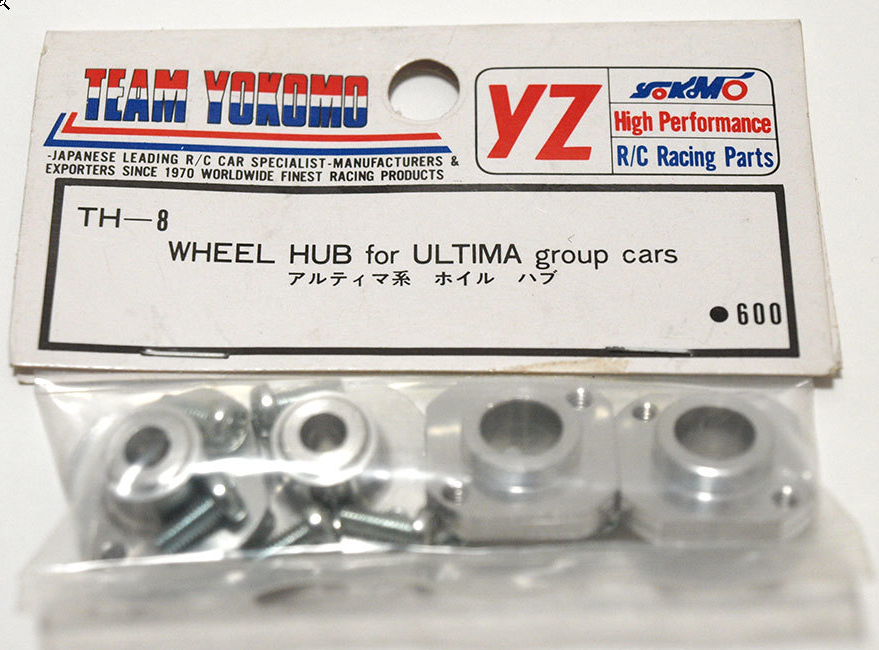 TEAM YOKOMO
-JAPANESE LEADING R/C CAR SPECIALIST-MANUFACTURERS &
EXPORTERS SINCE 1970 WORLDWIDE FINEST RACING PRODUCTS
YZ
YOKOMO
High Performance
R/C Racing Parts
TH—8
WHEEL HUB for ULTIMA group cars
アルティマ系 ホイル ハブ
●600